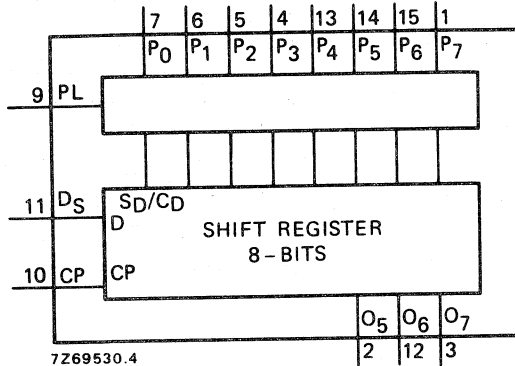 7 6 5 4 13 14 15 1
P0 P1 P2 P3 P4 P5 P6 P7
9 PL
11 DS SD/CD
D
SHIFT REGISTER
8-BITS
10 CP CP
O5 O6 O7
2 12 3
7Z69530.4